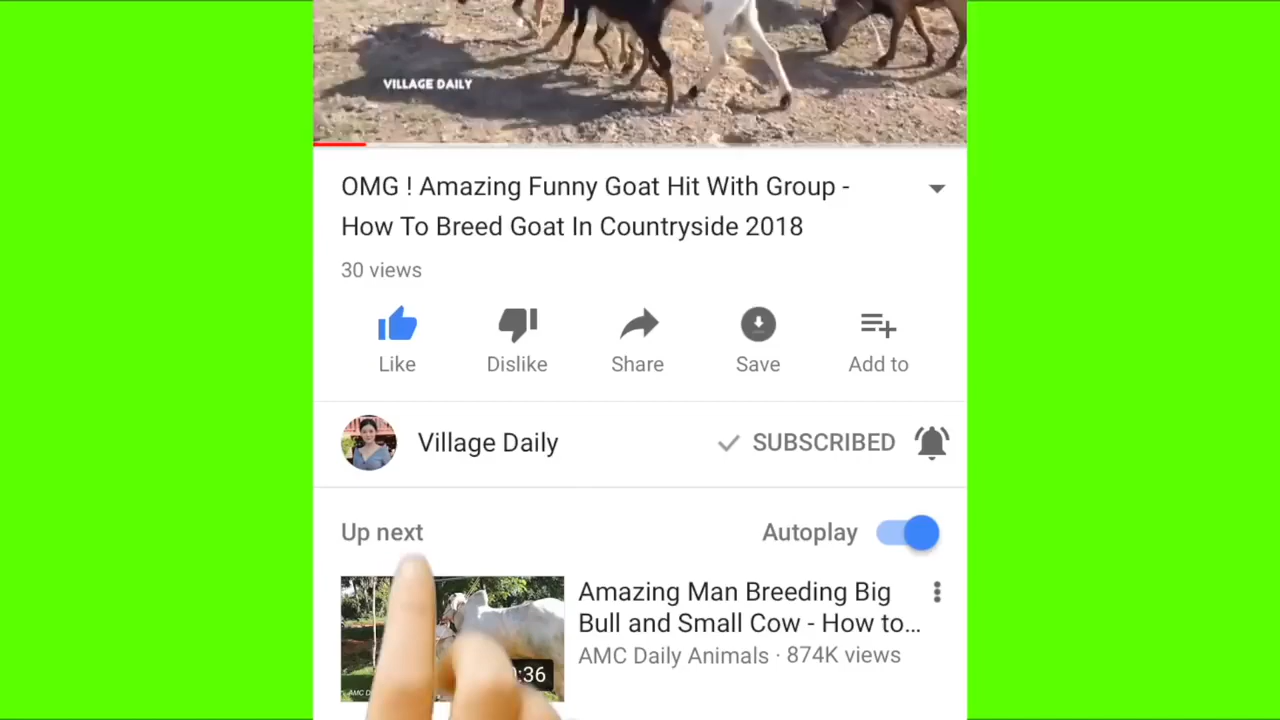 VILLAGE DAILY
OMG ! Amazing Funny Goat Hit With Group -
How To Breed Goat In Countryside 2018
30 views
Like
Dislike
Share
Save
Add to
Village Daily
SUBSCRIBED
Up next
Autoplay
Amazing Man Breeding Big
Bull and Small Cow - How to...
AMC Daily Animals · 874K views
:36
AMC D